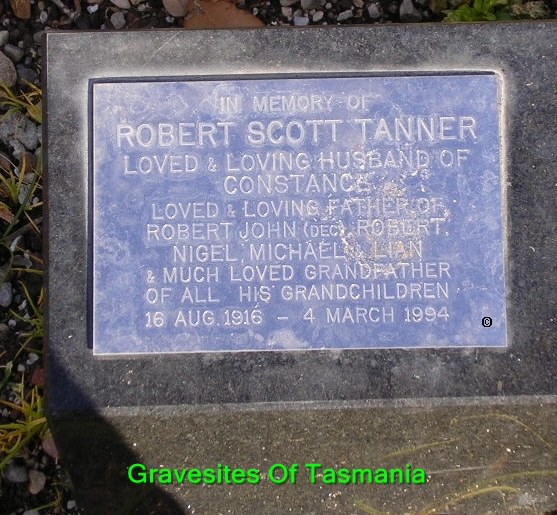 IN MEMORY OF
ROBERT SCOTT TANNER
LOVED & LOVING HUSBAND OF
CONSTANCE
LOVED & LOVING FATHER OF
ROBERT JOHN (DEC), ROBERT,
NIGEL, MICHAEL & LIAN
& MUCH LOVED GRANDFATHER
OF ALL HIS GRANDCHILDREN
16 AUG. 1916 - 4 MARCH 1994
©
Gravesites Of Tasmania